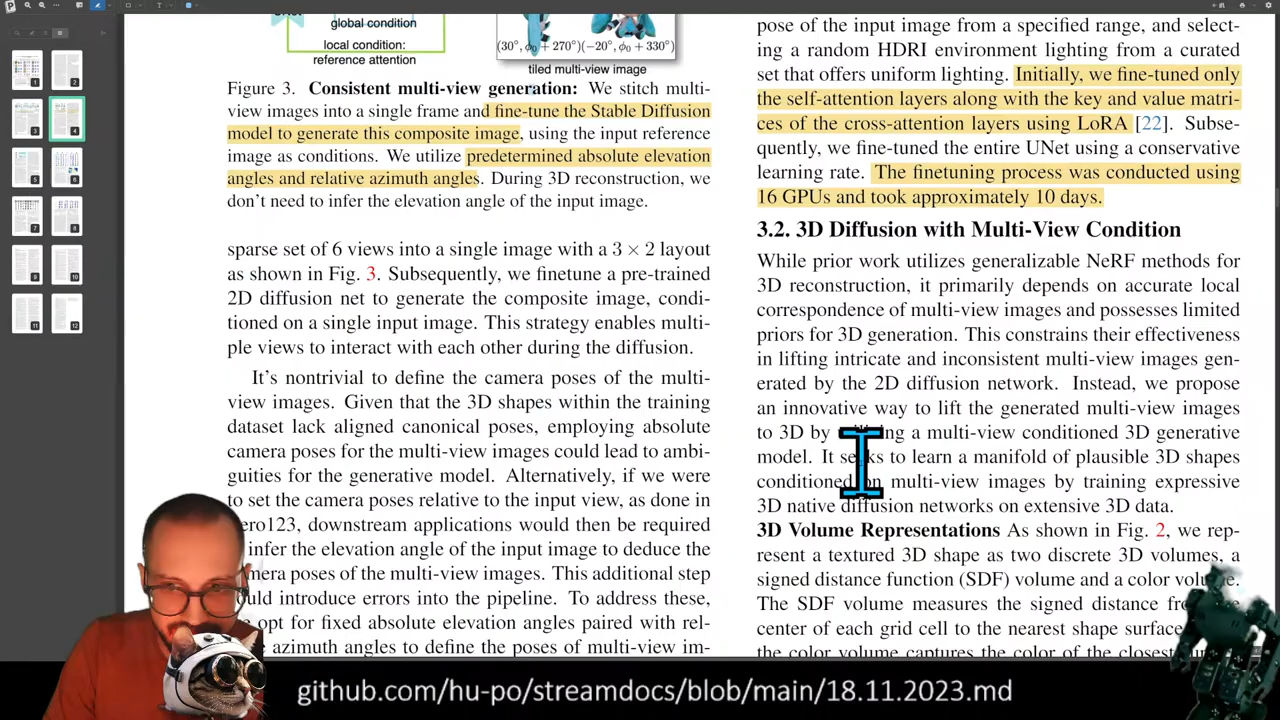 global condition
local condition:
reference attention
(30°, ϕ0 + 270°)(−20°, ϕ0 + 330°)
tiled multi-view image
Figure 3. Consistent multi-view generation: We stitch multi-
view images into a single frame and fine-tune the Stable Diffusion
model to generate this composite image, using the input reference
image as conditions. We utilize predetermined absolute elevation
angles and relative azimuth angles. During 3D reconstruction, we
don't need to infer the elevation angle of the input image.
sparse set of 6 views into a single image with a 3 × 2 layout
as shown in Fig. 3. Subsequently, we finetune a pre-trained
2D diffusion net to generate the composite image, condi-
tioned on a single input image. This strategy enables multi-
ple views to interact with each other during the diffusion.
It's nontrivial to define the camera poses of the multi-
view images. Given that the 3D shapes within the training
dataset lack aligned canonical poses, employing absolute
camera poses for the multi-view images could lead to ambi-
guities for the generative model. Alternatively, if we were
to set the camera poses relative to the input view, as done in
ero123, downstream applications would then be required
infer the elevation angle of the input image to deduce the
mera poses of the multi-view images. This additional step
uld introduce errors into the pipeline. To address these,
opt for fixed absolute elevation angles paired with rel-
azimuth angles to define the poses of multi-view im-
pose of the input image from a specified range, and select-
ing a random HDRI environment lighting from a curated
set that offers uniform lighting. Initially, we fine-tuned only
the self-attention layers along with the key and value matri-
ces of the cross-attention layers using LoRA [22]. Subse-
quently, we fine-tuned the entire UNet using a conservative
learning rate. The finetuning process was conducted using
16 GPUs and took approximately 10 days.
3.2. 3D Diffusion with Multi-View Condition
While prior work utilizes generalizable NeRF methods for
3D reconstruction, it primarily depends on accurate local
correspondence of multi-view images and possesses limited
priors for 3D generation. This constrains their effectiveness
in lifting intricate and inconsistent multi-view images gen-
erated by the 2D diffusion network. Instead, we propose
an innovative way to lift the generated multi-view images
to 3D by utilizing a multi-view conditioned 3D generative
model. It seeks to learn a manifold of plausible 3D shapes
conditioned on multi-view images by training expressive
3D native diffusion networks on extensive 3D data.
3D Volume Representations As shown in Fig. 2, we rep-
resent a textured 3D shape as two discrete 3D volumes, a
signed distance function (SDF) volume and a color volume.
The SDF volume measures the signed distance from the
center of each grid cell to the nearest shape surface
the color volume captures the color of the closest
github.com/hu-po/streamdocs/blob/main/18.11.2023.md